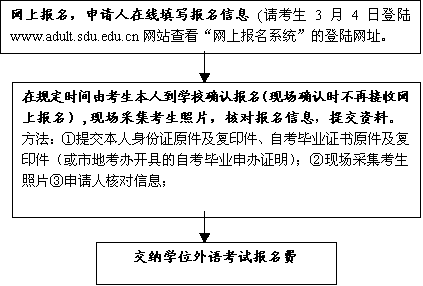 网上报名，申请人在线填写报名信息 (请考生 3 月 4 日登陆
www.adult.sdu.edu.cn 网站查看“网上报名系统”的登陆网址。
在规定时间由考生本人到学校确认报名(现场确认时不再接收网
上报名) ,现场采集考生照片，核对报名信息，提交资料。
方法：①提交本人身份证原件及复印件、自考毕业证书原件及复
印件（或市地考办开具的自考毕业申办证明)；②现场采集考生
照片③申请人核对信息；
交纳学位外语考试报名费